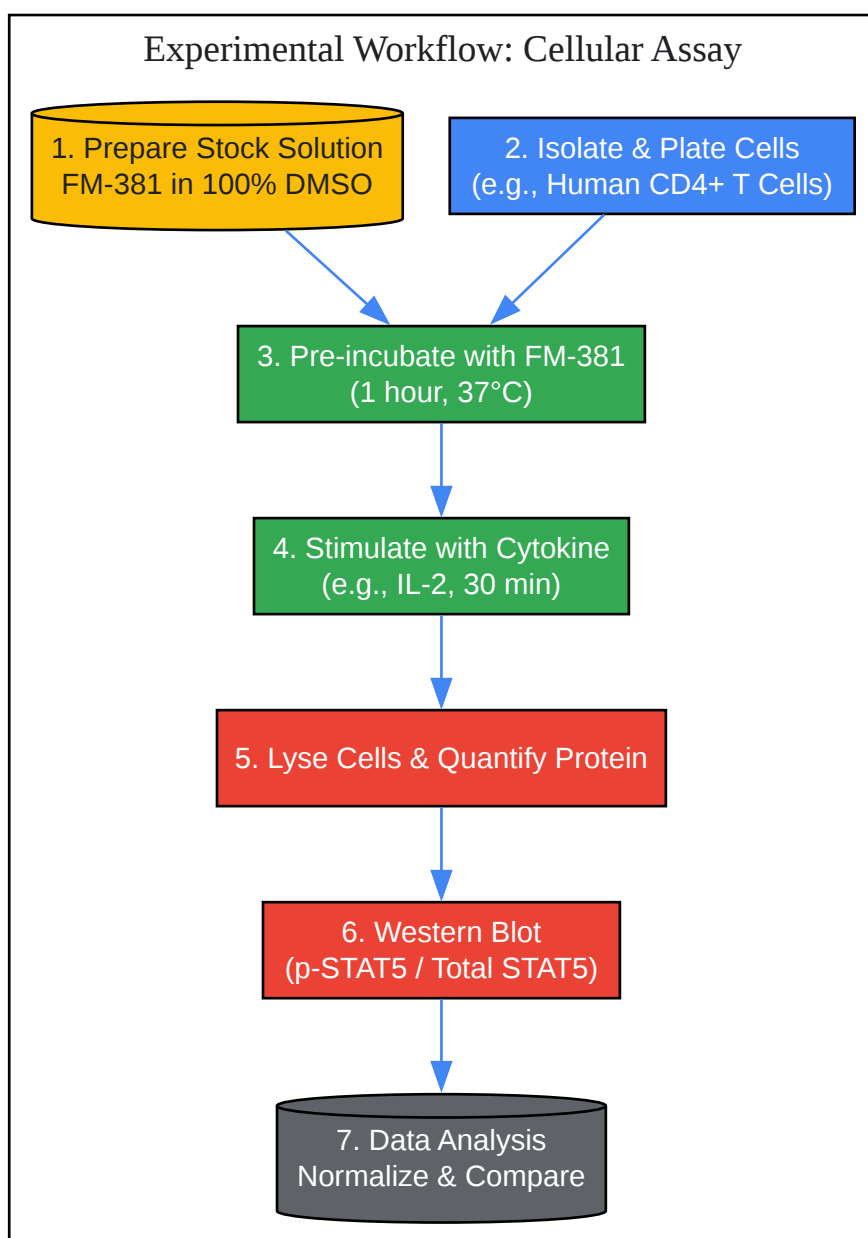 Experimental Workflow: Cellular Assay
1. Prepare Stock Solution
FM-381 in 100% DMSO
2. Isolate & Plate Cells
(e.g., Human CD4+ T Cells)
3. Pre-incubate with FM-381
(1 hour, 37°C)
4. Stimulate with Cytokine
(e.g., IL-2, 30 min)
5. Lyse Cells & Quantify Protein
6. Western Blot
(p-STAT5 / Total STAT5)
7. Data Analysis
Normalize & Compare